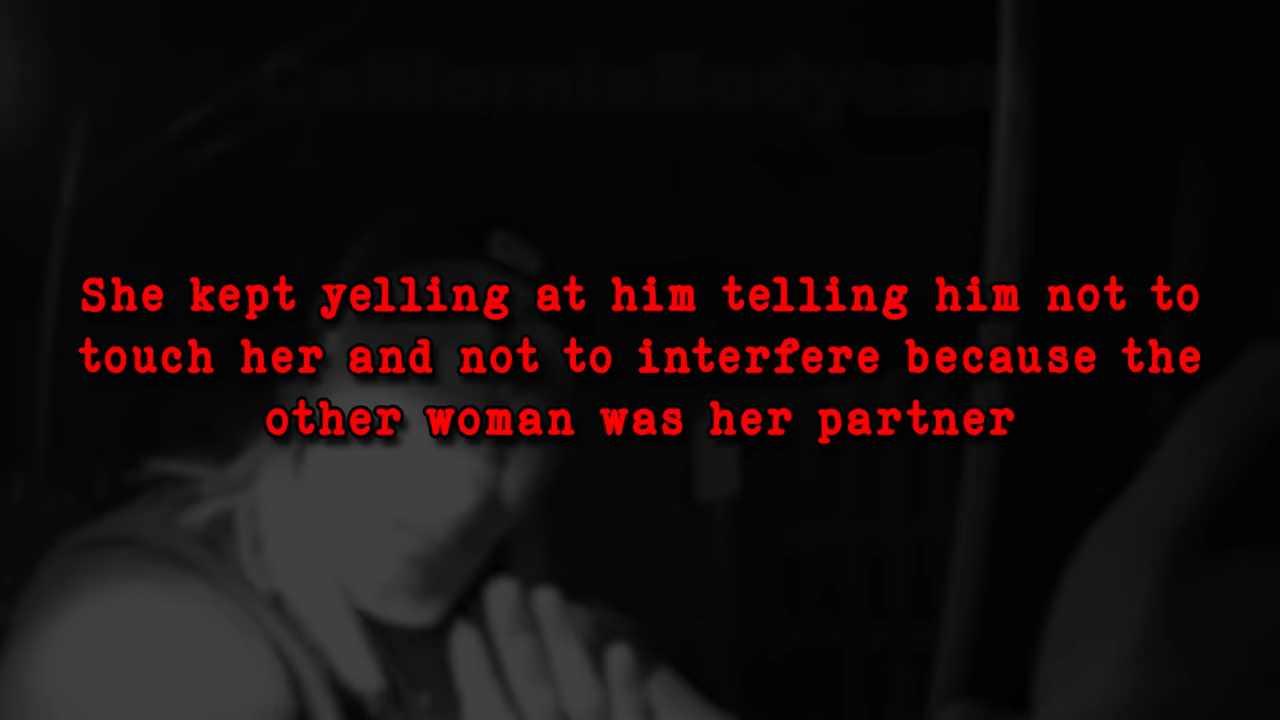 CaliforniaBodycam
She kept yelling at him telling him not to
touch her and not to interfere because the
other woman was her partner